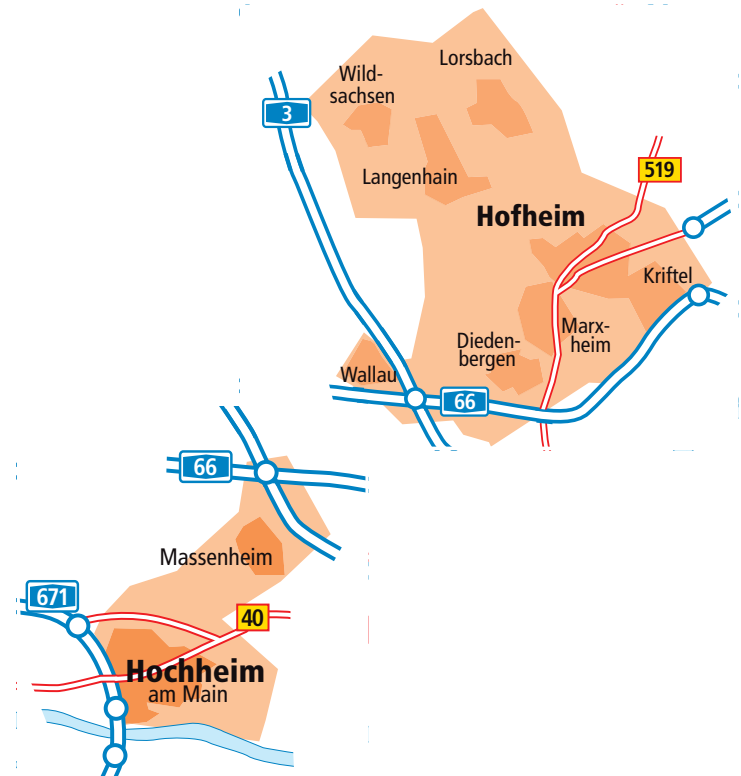 Lorsbach
Wild-
sachsen
3
Langenhain
519
Hofheim
Kriftel
Marx-
heim
Dieden-
bergen
Wallau
66
66
Massenheim
671
40
Hochheim
am Main